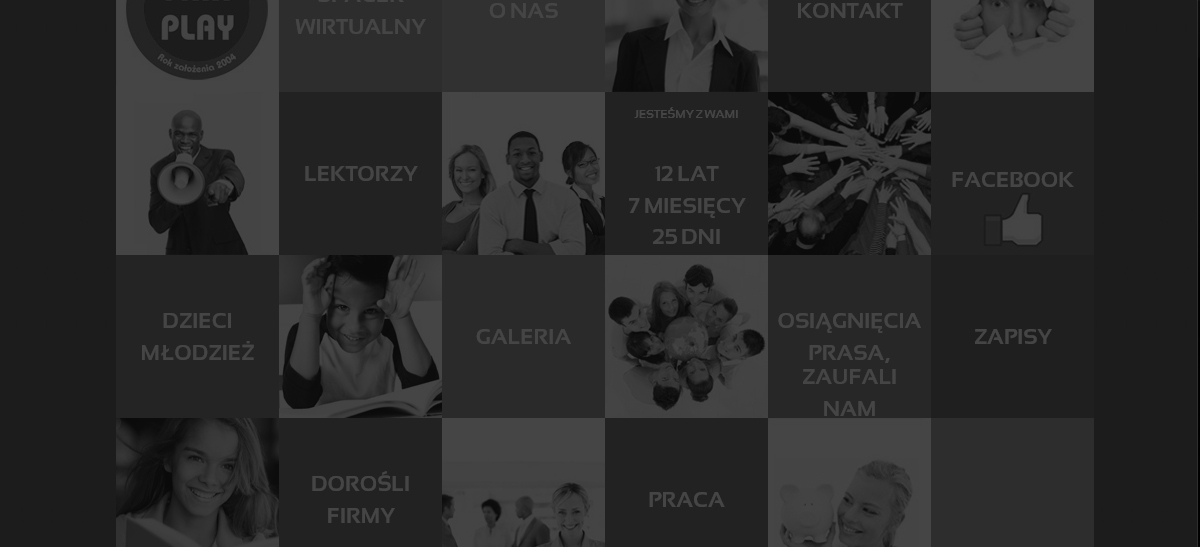 PLAY
Rok założenia 2004
WIRTUALNY
O NAS
KONTAKT
LEKTORZY
JESTEŚMY Z WAMI
12 LAT
7 MIESIĘCY
25 DNI
FACEBOOK
DZIECI
MŁODZIEŻ
GALERIA
OSIĄGNIĘCIA
PRASA,
ZAUFALI
NAM
ZAPISY
DOROŚLI
FIRMY
PRACA